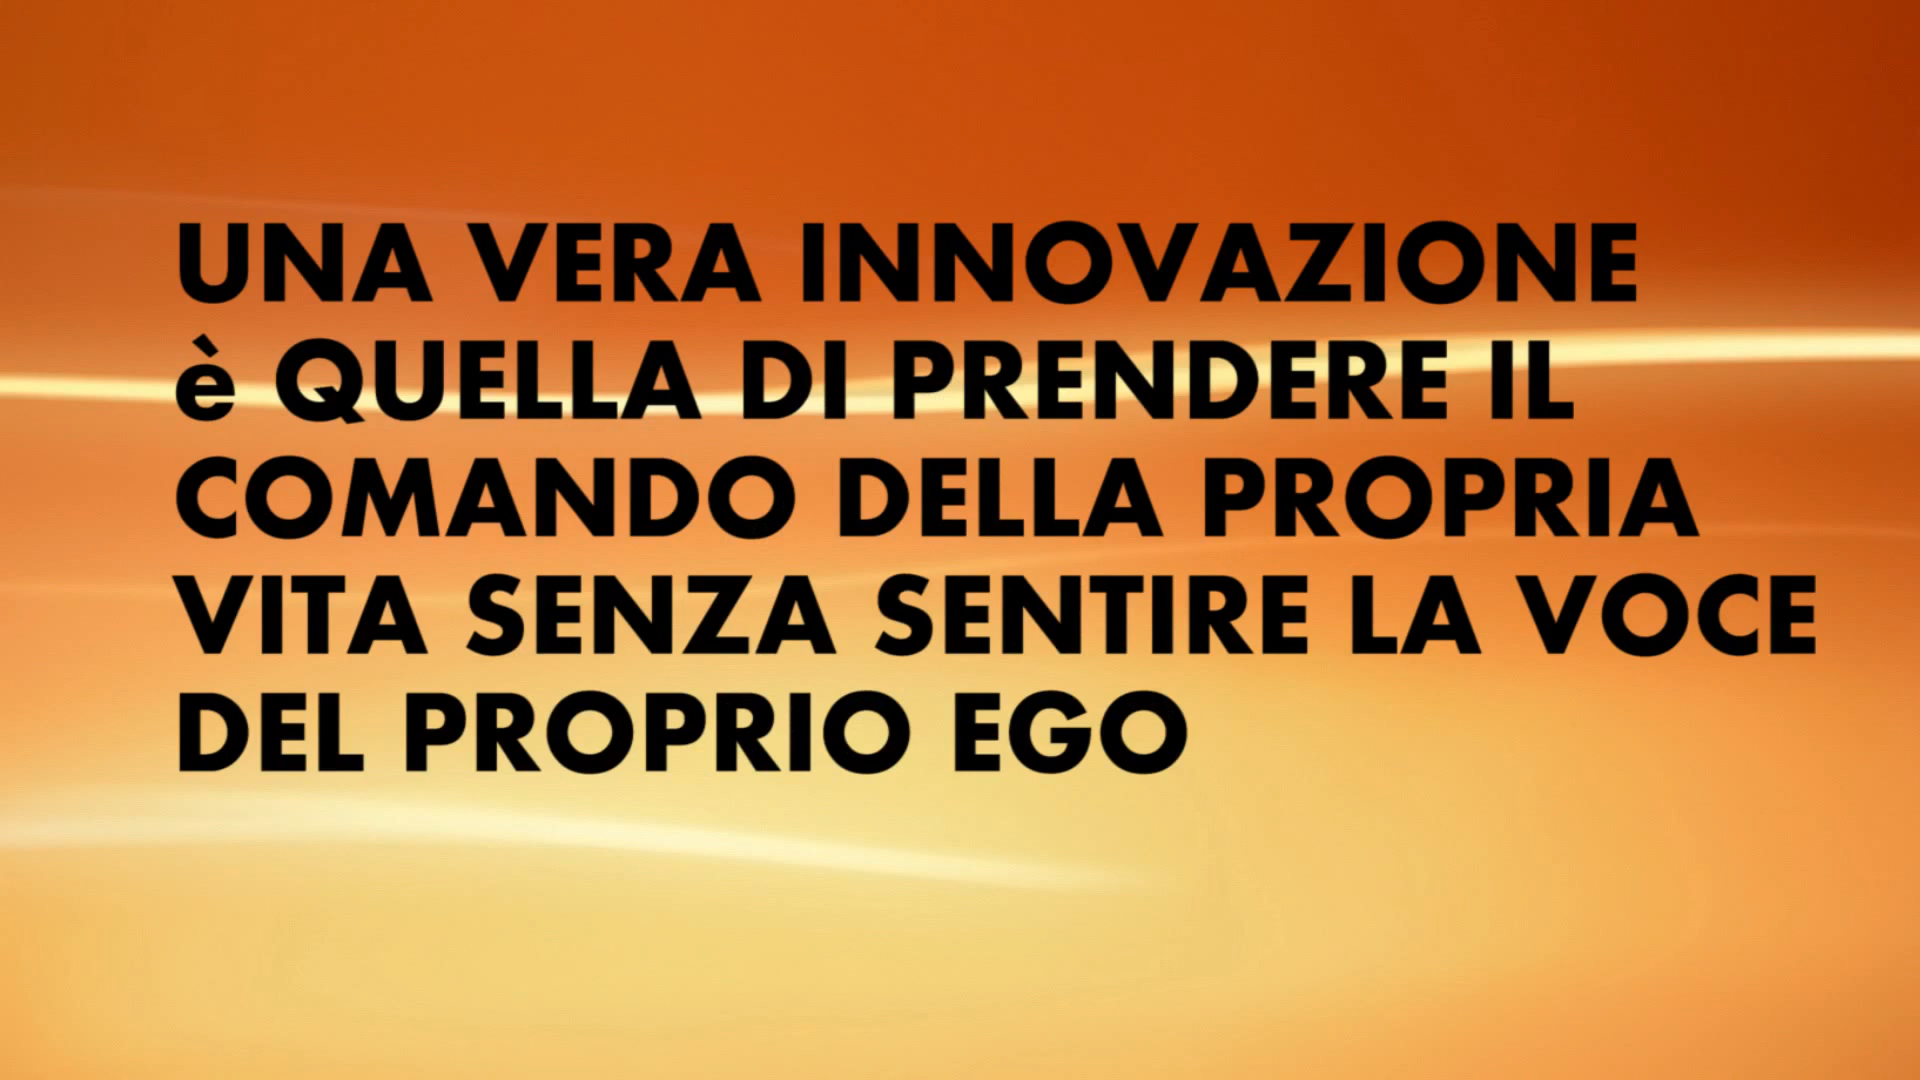 UNA VERA INNOVAZIONE
è QUELLA DI PRENDERE IL
COMANDO DELLA PROPRIA
VITA SENZA SENTIRE LA VOCE
DEL PROPRIO EGO